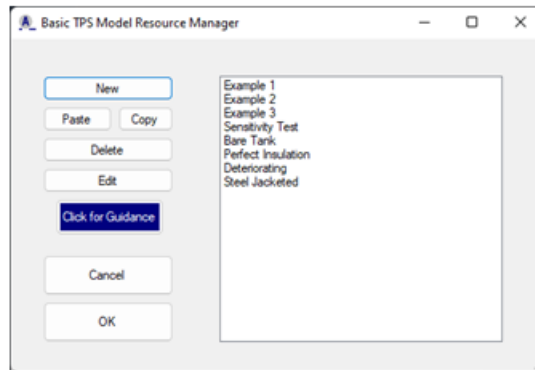 Basic TPS Model Resource Manager
New
Paste Copy
Delete
Edit
Click for Guidance
Cancel
OK
Example 1
Example 2
Example 3
Sensitivity Test
Bare Tank
Perfect Insulation
Deteriorating
Steel Jacketed